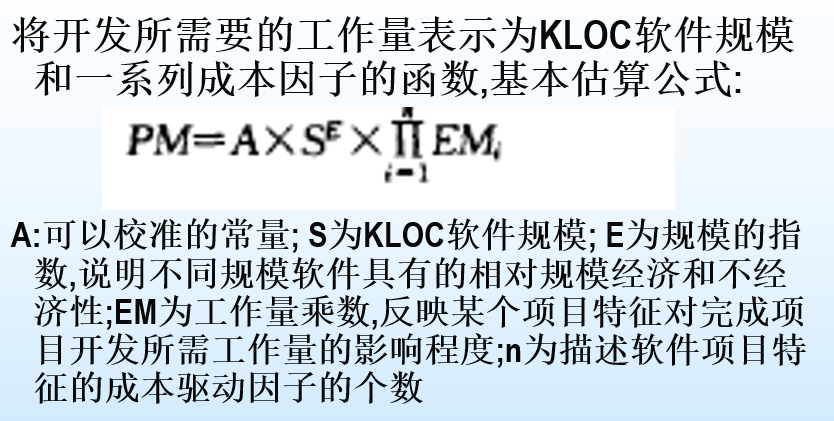 将开发所需要的工作量表示为KLOC软件规模
和一系列成本因子的函数,基本估算公式:
n
PM=A×S^E×∏EM_i
i=1
A:可以校准的常量; S为KLOC软件规模; E为规模的指
数,说明不同规模软件具有的相对规模经济和不经
济性;EM为工作量乘数,反映某个项目特征对完成项
目开发所需工作量的影响程度;n为描述软件项目特
征的成本驱动因子的个数